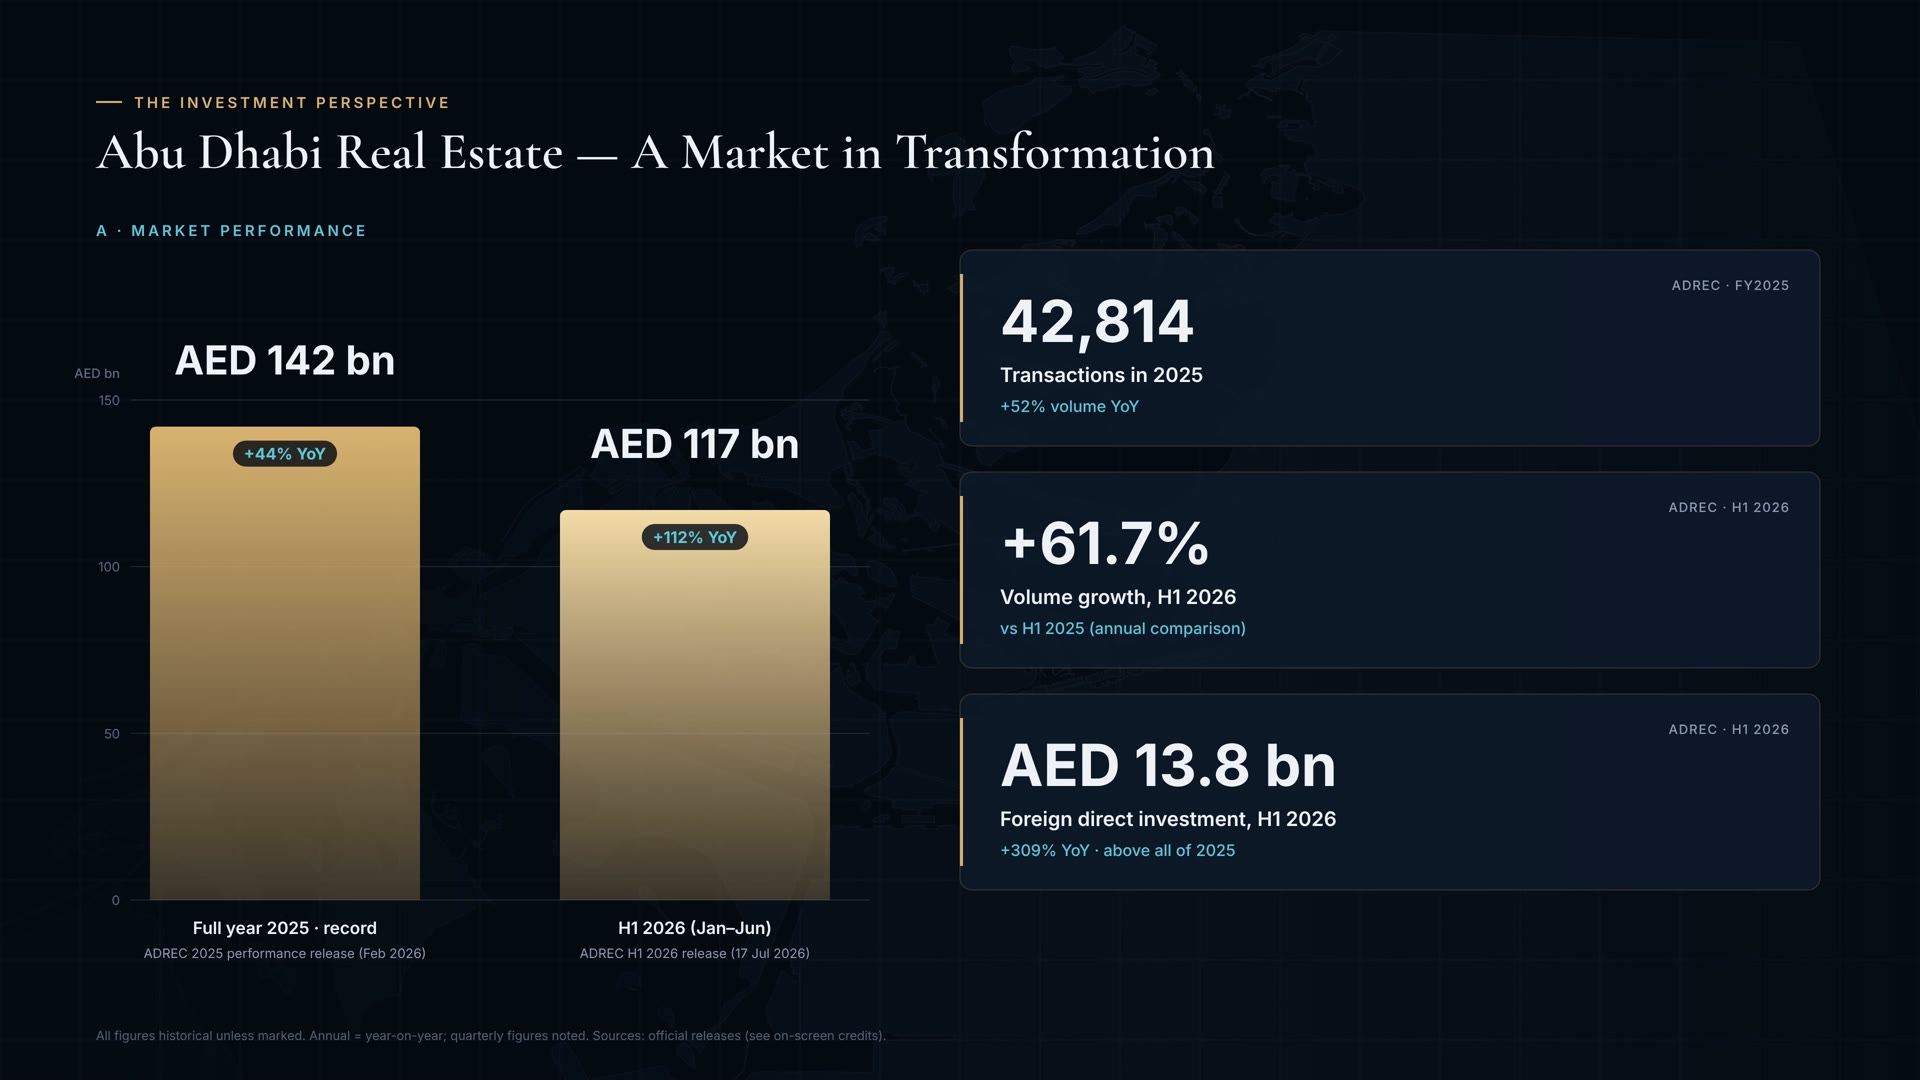 THE INVESTMENT PERSPECTIVE
Abu Dhabi Real Estate — A Market in Transformation
A · MARKET PERFORMANCE
AED bn
150
100
50
0
AED 142 bn
+44% YoY
Full year 2025 · record
ADREC 2025 performance release (Feb 2026)
AED 117 bn
+112% YoY
H1 2026 (Jan–Jun)
ADREC H1 2026 release (17 Jul 2026)
ADREC · FY2025
42,814
Transactions in 2025
+52% volume YoY
ADREC · H1 2026
+61.7%
Volume growth, H1 2026
vs H1 2025 (annual comparison)
ADREC · H1 2026
AED 13.8 bn
Foreign direct investment, H1 2026
+309% YoY · above all of 2025
All figures historical unless marked. Annual = year-on-year; quarterly figures noted. Sources: official releases (see on-screen credits).